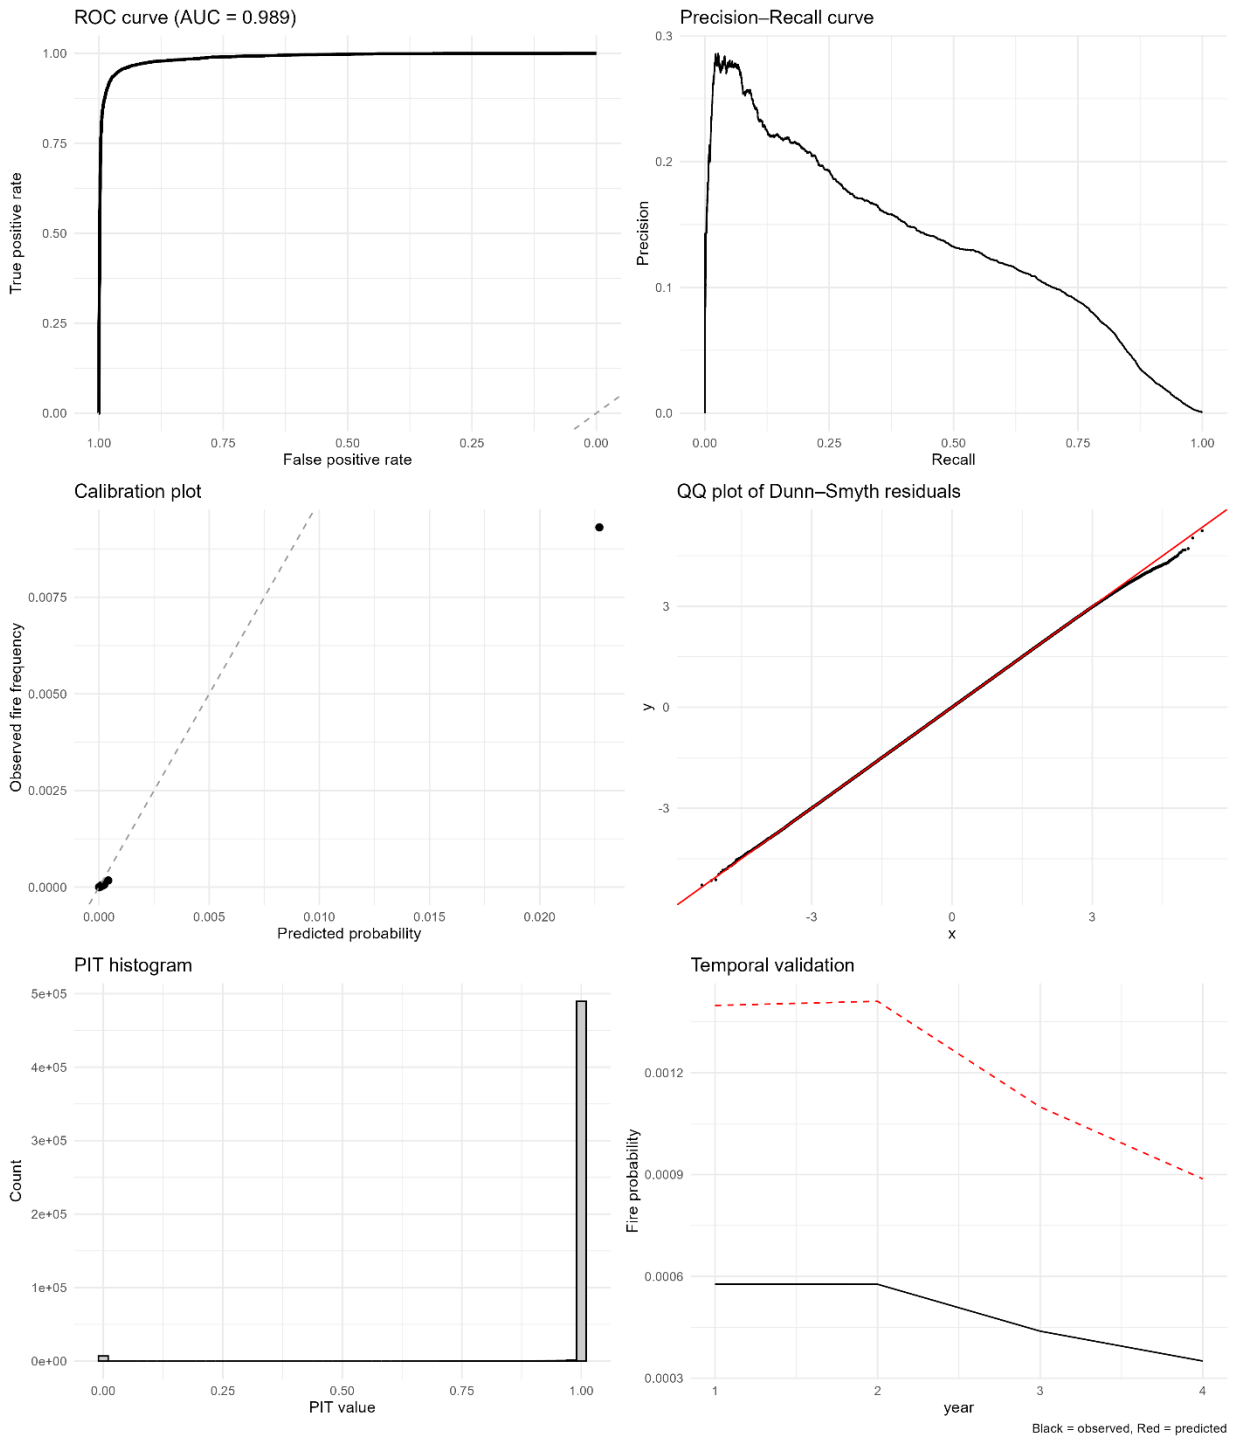 ROC curve (AUC = 0.989)
1.00
0.75
0.50
0.25
0.00
True positive rate
1.00 0.75 0.50 0.25 0.00
False positive rate
Precision–Recall curve
0.3
0.2
0.1
0.0
Precision
0.00 0.25 0.50 0.75 1.00
Recall
Calibration plot
0.0075
0.0050
0.0025
0.0000
Observed fire frequency
0.000 0.005 0.010 0.015 0.020
Predicted probability
QQ plot of Dunn–Smyth residuals
3
0
-3
y
-3 0 3
x
PIT histogram
5e+05
4e+05
3e+05
2e+05
1e+05
0e+00
Count
0.00 0.25 0.50 0.75 1.00
PIT value
Temporal validation
0.0012
0.0009
0.0006
0.0003
Fire probability
1 2 3 4
year
Black = observed, Red = predicted